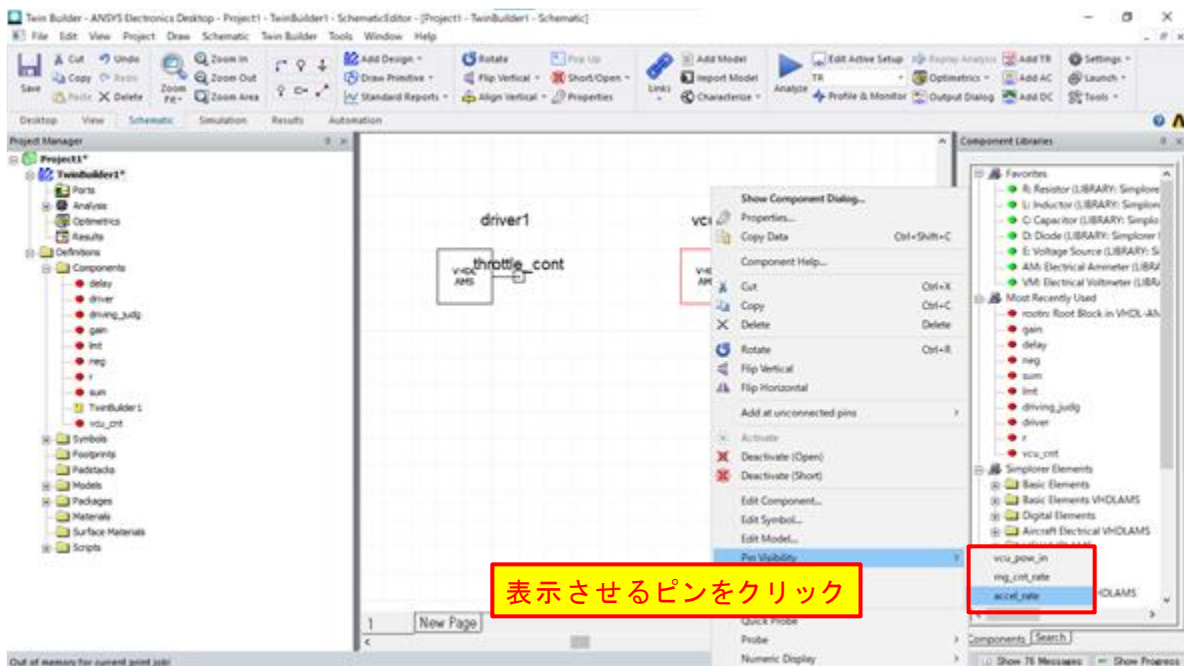 Twin Builder - ANSYS Electronics Desktop - Project1 - TwinBuilder1 - SchematicEditor - [Project1 - TwinBuilder1 - Schematic]
File Edit View Project Draw Schematic Twin Builder Tools Window Help
Save
Cut Undo
Copy Redo
Paste Delete
Zoom Fit
Zoom In
Zoom Out
Zoom Area
Add Design
Draw Primitive
Standard Reports
Rotate Pop Up
Flip Vertical Short/Open
Align Vertical Properties
Links
Add Model
Import Model
Characterize
Analyze
Edit Active Setup Replay Analysis Add TR Settings
TR Optimetrics Add AC Launch
Profile & Monitor Output Dialog Add DC Tools
Desktop View Schematic Simulation Results Automation
Project Manager
Project1*
TwinBuilder1*
Ports
Analysis
Optimetrics
Results
Definitions
Components
delay
driver
driving_judg
gain
lmt
neg
r
sum
TwinBuilder1
vcu_cnt
Symbols
Footprints
Padstacks
Models
Packages
Materials
Surface Materials
Scripts
driver1
throttle_cont
VHDL
AMS
1 New Page
Show Component Dialog...
Properties...
Copy Data Ctrl+Shift+C
Component Help...
Cut Ctrl+X
Copy Ctrl+C
Delete Delete
Rotate Ctrl+R
Flip Vertical
Flip Horizontal
Add at unconnected pins
Activate
Deactivate (Open)
Deactivate (Short)
Edit Component...
Edit Symbol...
Edit Model...
Pin Visibility
Quick Probe
Probe
Numeric Display
表示させるピンをクリック
vcu_pow_in
mg_cnt_rate
accel_rate
Component Libraries
Favorites
R: Resistor (LIBRARY: Simplore
L: Inductor (LIBRARY: Simplor
C: Capacitor (LIBRARY: Simplo
D: Diode (LIBRARY: Simplorer
E: Voltage Source (LIBRARY: S
AM: Electrical Ammeter (LIBRA
VM: Electrical Voltmeter (LIBR
Most Recently Used
rootn: Root Block in VHDL-AM
gain
delay
neg
sum
lmt
driving_judg
driver
r
vcu_cnt
Simplorer Elements
Basic Elements
Basic Elements VHDLAMS
Digital Elements
Aircraft Electrical VHDLAMS
HDLAMS
Components Search
Out of memory for current print job!
Show 76 Messages Show Progress